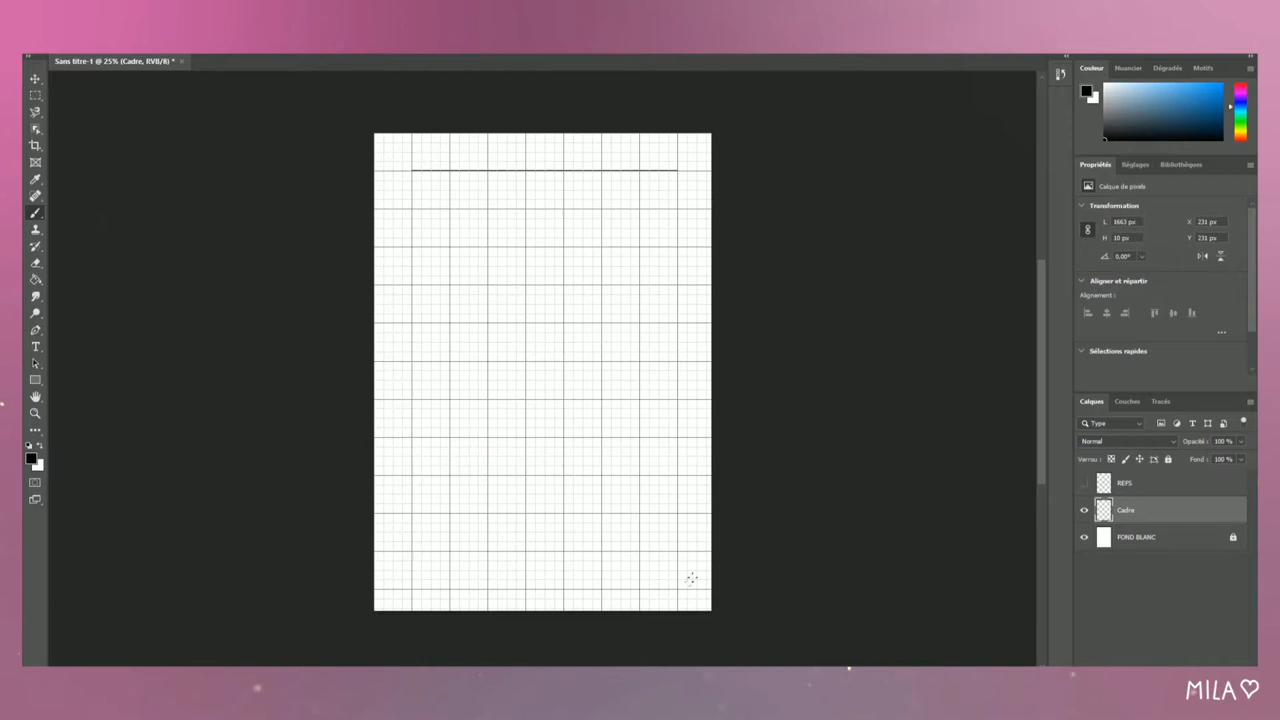 Sans titre-1 @ 25% (Cadre, RVB/8) *
Couleur Nuancier Dégradés Motifs
Propriétés Réglages Bibliothèques
Calque de pixels
Transformation
L 1663 px X 231 px
H 10 px Y 231 px
0,00°
Aligner et répartir
Alignement :
Sélections rapides
Calques Couches Tracés
Type
Normal Opacité : 100 %
Verrou : Fond : 100 %
REFS
Cadre
FOND BLANC
MILA